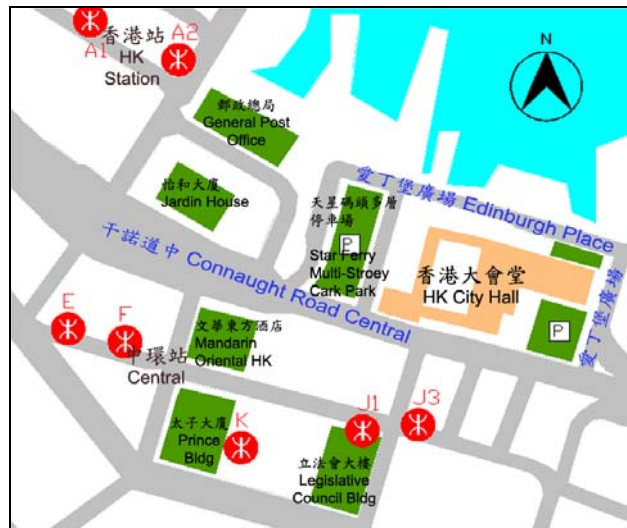 香港站
HK
Station
A1
A2
N
郵政總局
General Post
Office
怡和大廈
Jardin House
天星碼頭多層
停車場
P
Star Ferry
Multi-Stroey
Cark Park
愛丁堡廣場 Edinburgh Place
香港大會堂
HK City Hall
P
愛丁堡廣場
干諾道中 Connaught Road Central
E
F
中環站
Central
文華東方酒店
Mandarin
Oriental HK
太子大廈
Prince
Bldg
K
J1
J3
立法會大樓
Legislative
Council Bldg